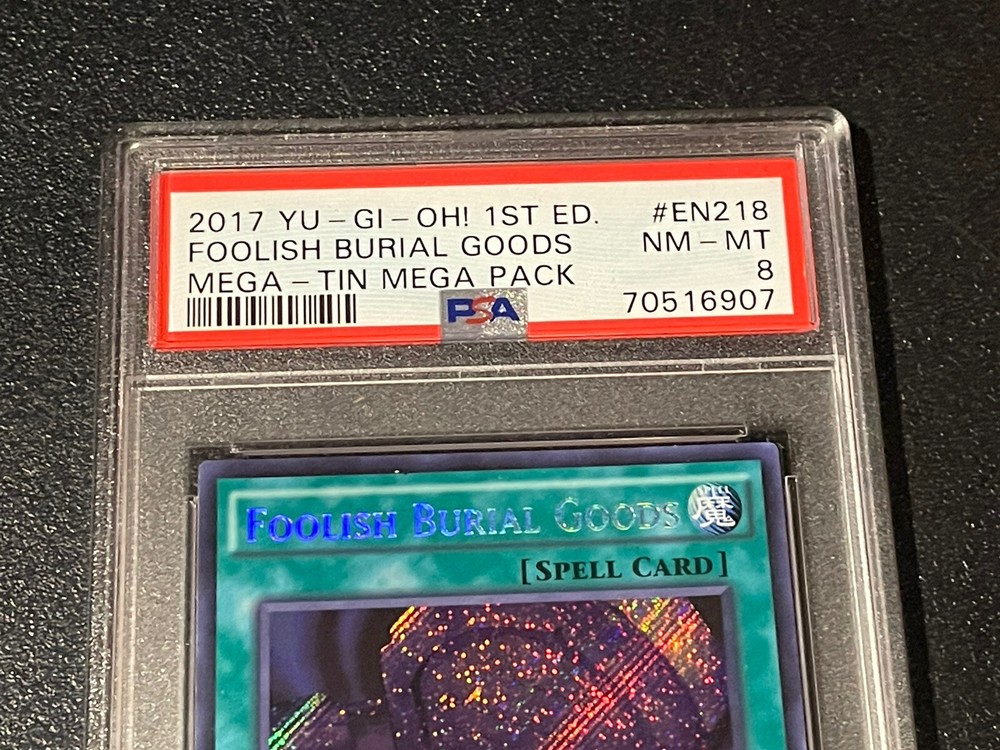 2017 YU-GI-OH! 1ST ED. #EN218
FOOLISH BURIAL GOODS NM-MT
MEGA-TIN MEGA PACK 8
PSA 70516907
FOOLISH BURIAL GOODS
SPELL
魔
[SPELL CARD]